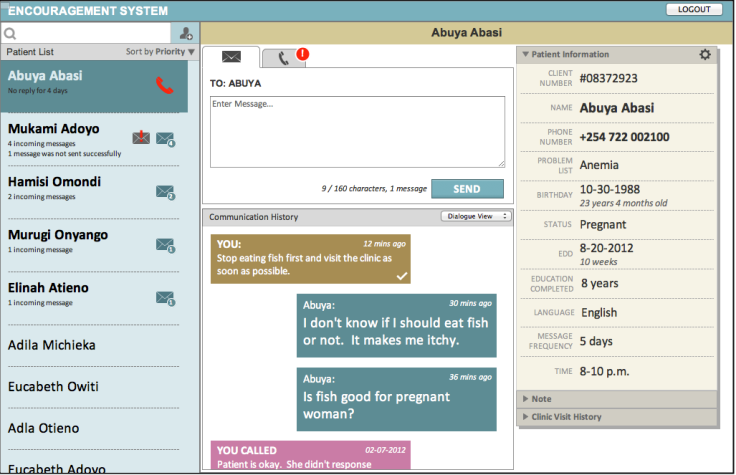 ENCOURAGEMENT SYSTEM
LOGOUT
Patient List
Sort by Priority ▼
Abuya Abasi
No reply for 4 days
Mukami Adoyo
4 incoming messages
1 message was not sent successfully
4
Hamisi Omondi
2 incoming messages
2
Murugi Onyango
1 incoming message
1
Elinah Atieno
1 incoming message
1
Adila Michieka
Eucabeth Owiti
Adla Otieno
Eucabeth Adoyo
Abuya Abasi
!
TO: ABUYA
Enter Message...
9 / 160 characters, 1 message
SEND
Communication History
Dialogue View
YOU:
12 mins ago
Stop eating fish first and visit the clinic as
soon as possible.
Abuya:
30 mins ago
I don't know if I should eat fish
or not. It makes me itchy.
Abuya:
36 mins ago
Is fish good for pregnant
woman?
YOU CALLED
02-07-2012
Patient is okay. She didn't response
▼ Patient Information
CLIENT
NUMBER
#08372923
NAME
Abuya Abasi
PHONE
NUMBER
+254 722 002100
PROBLEM
LIST
Anemia
BIRTHDAY
10-30-1988
23 years 4 months old
STATUS
Pregnant
EDD
8-20-2012
10 weeks
EDUCATION
COMPLETED
8 years
LANGUAGE
English
MESSAGE
FREQUENCY
5 days
TIME
8-10 p.m.
▶ Note
▶ Clinic Visit History